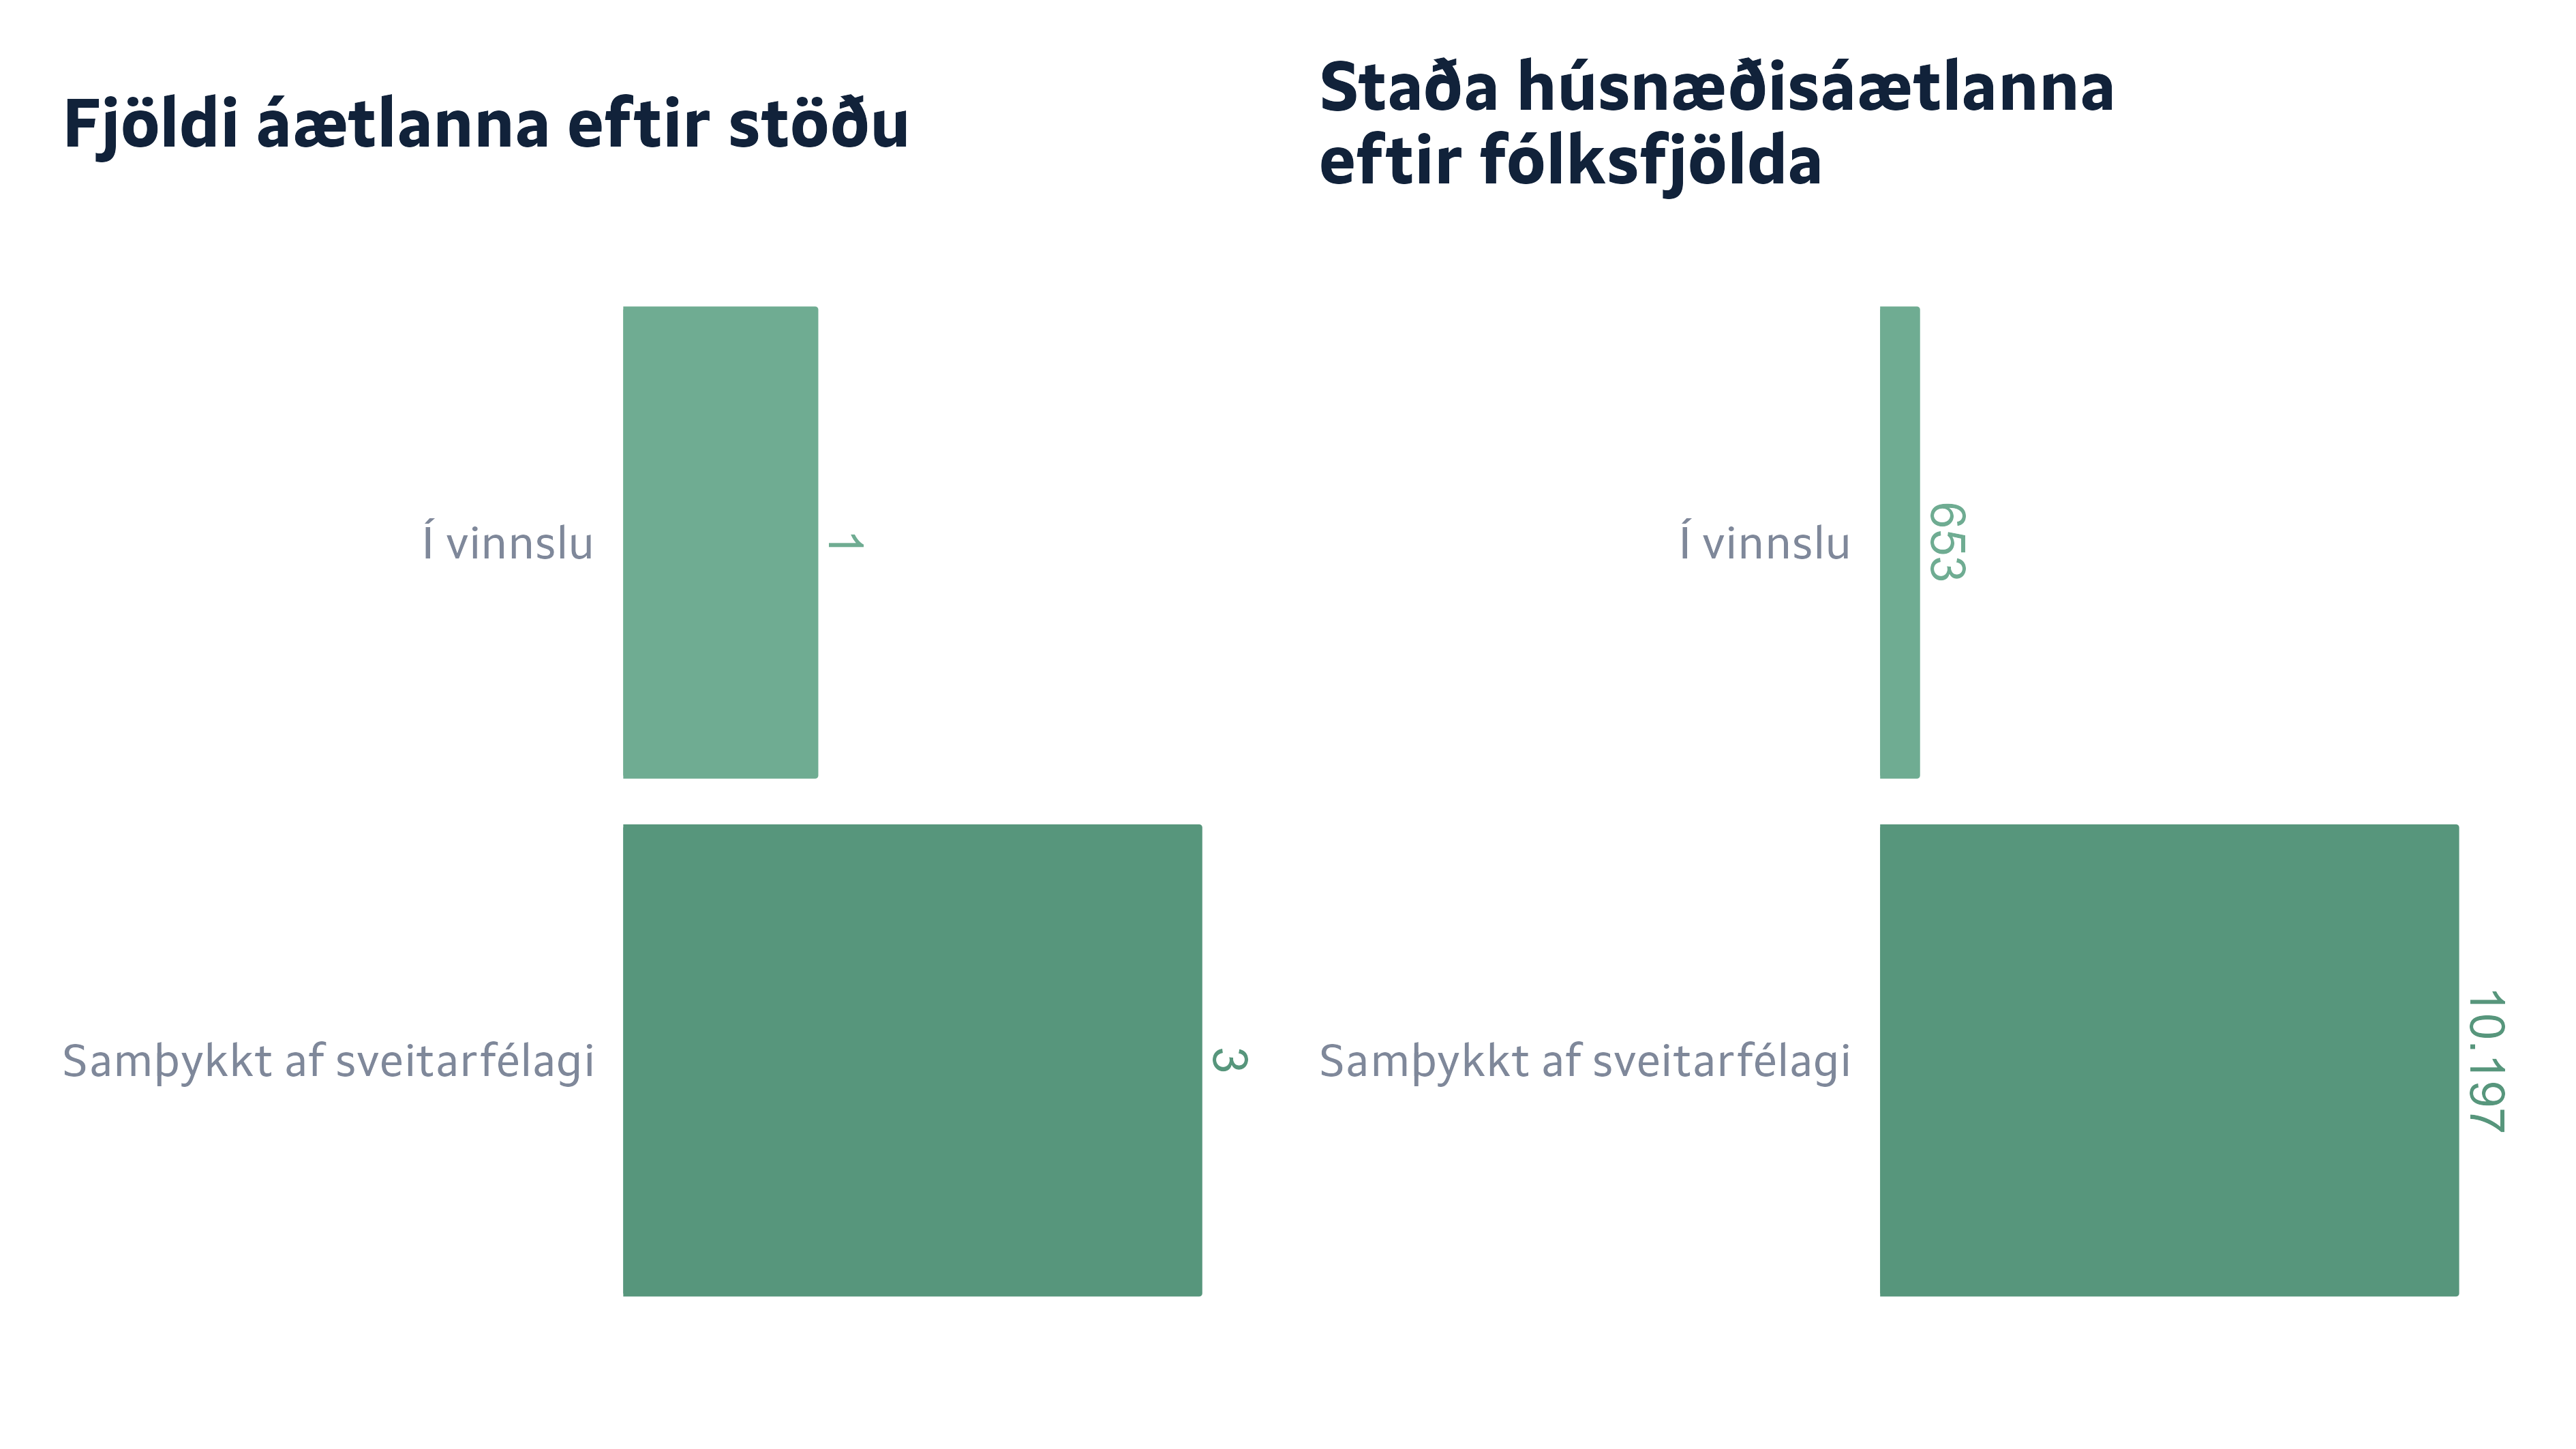 Fjöldi áætlanna eftir stöðu
Í vinnslu
1
Samþykkt af sveitarfélagi
3
Staða húsnæðisáætlanna
eftir fólksfjölda
Í vinnslu
653
Samþykkt af sveitarfélagi
10.197